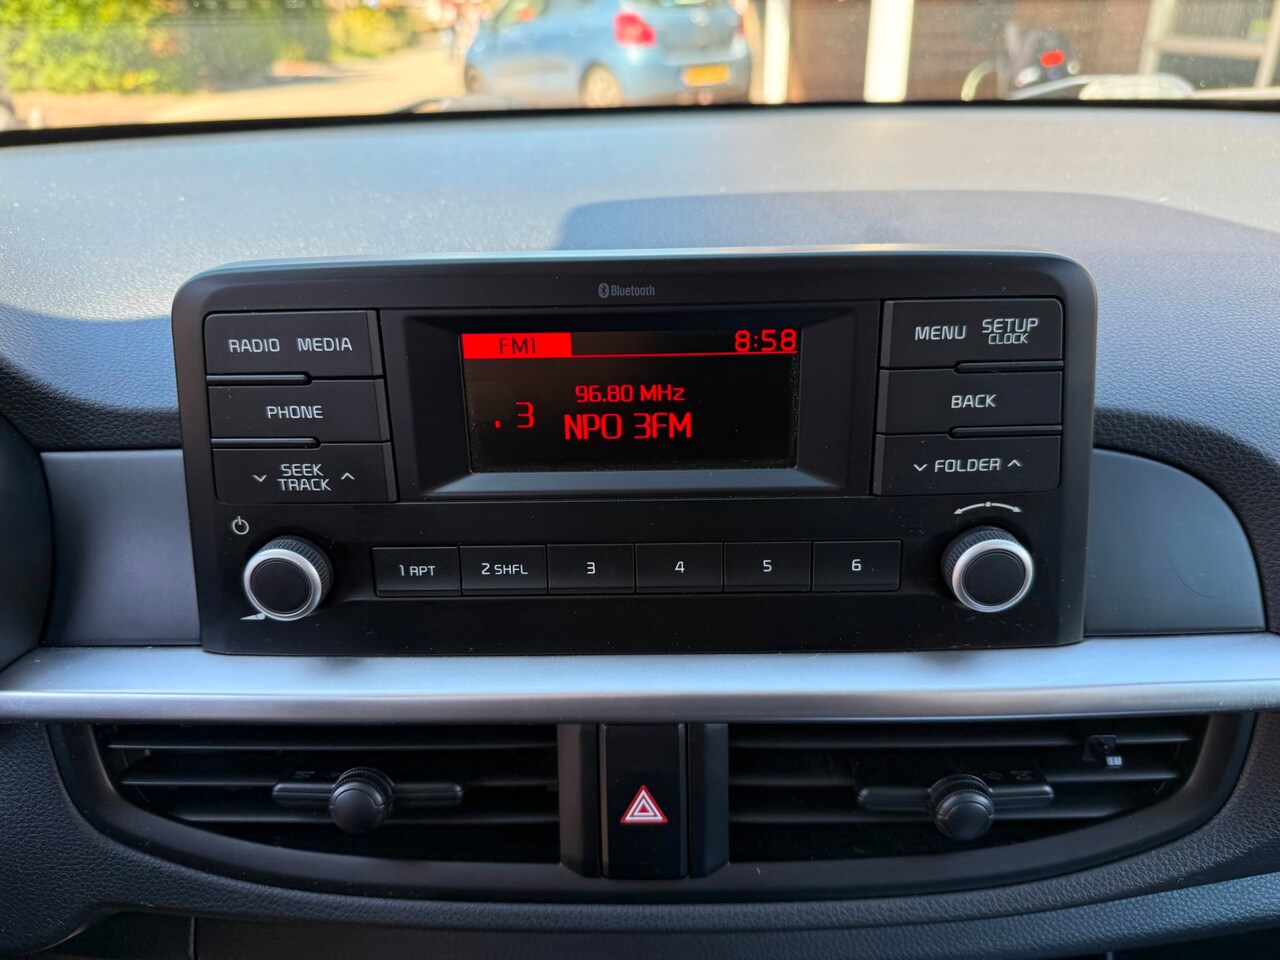 Bluetooth
RADIO MEDIA
PHONE
SEEK
TRACK
FM1 8:58
96.80 MHz
. 3 NPO 3FM
MENU SETUP
CLOCK
BACK
FOLDER
1 RPT 2 SHFL 3 4 5 6